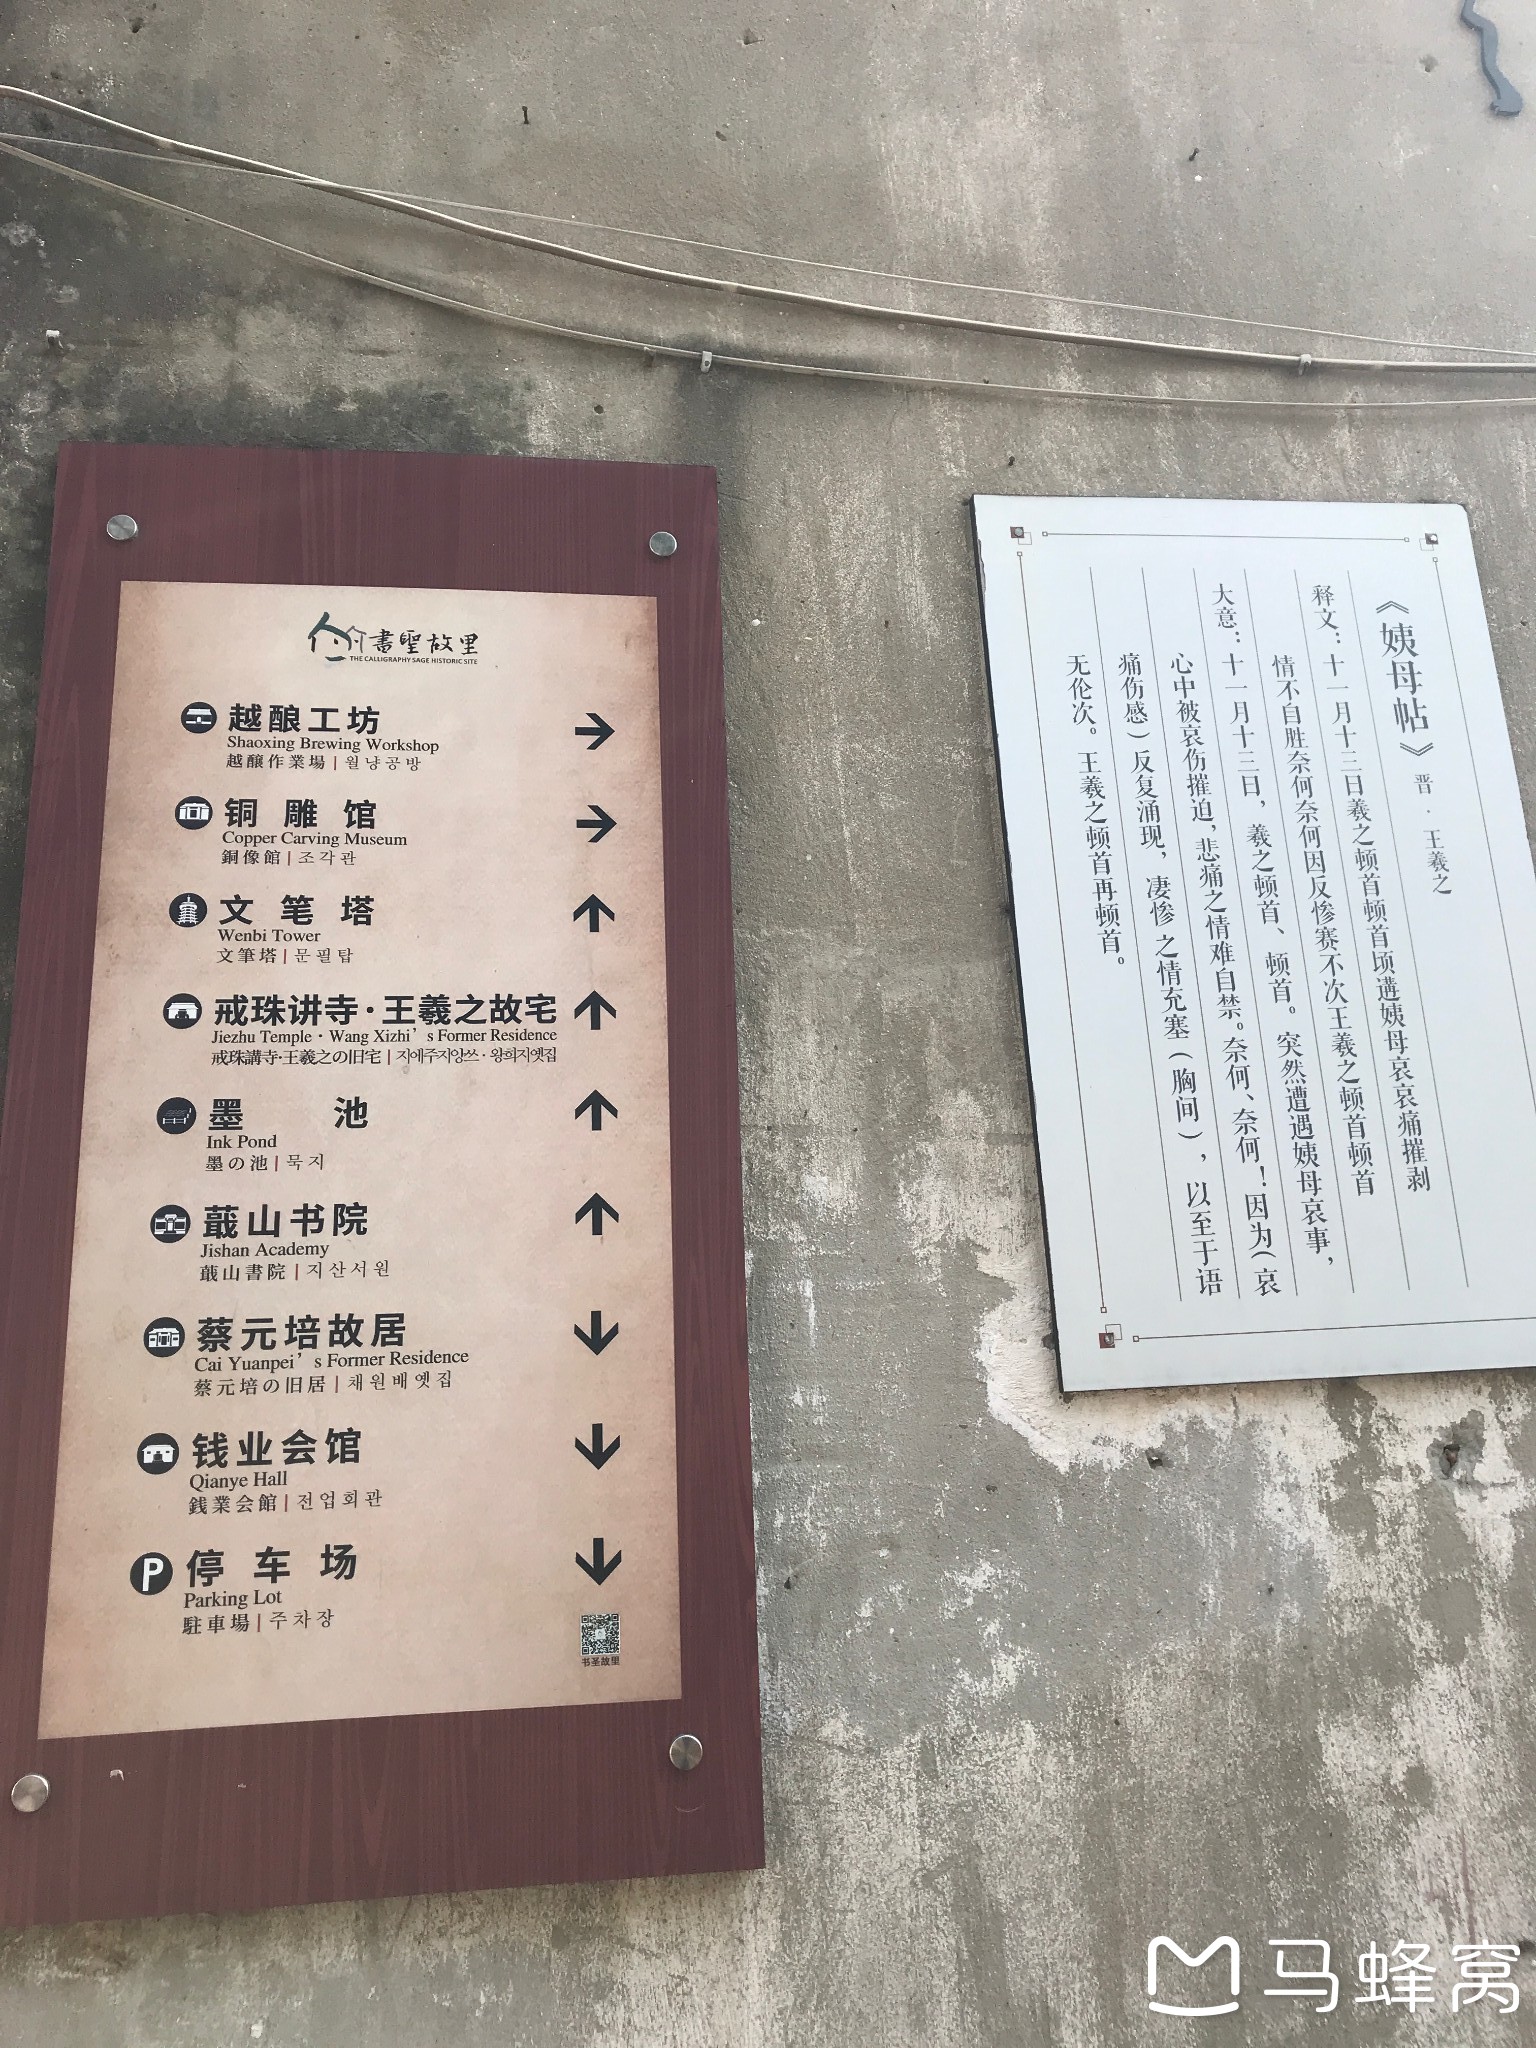 書聖故里
THE CALLIGRAPHY SAGE HISTORIC SITE
越酿工坊
Shaoxing Brewing Workshop
越醸作業場 | 월냥공방
铜雕馆
Copper Carving Museum
銅像館 | 조각관
文笔塔
Wenbi Tower
文筆塔 | 문필탑
戒珠讲寺·王羲之故宅
Jiezhu Temple · Wang Xizhi’s Former Residence
戒珠講寺·王羲之の旧宅 | 지에주지앙쓰·왕희지옛집
墨池
Ink Pond
墨の池 | 묵지
蕺山书院
Jishan Academy
蕺山書院 | 지산서원
蔡元培故居
Cai Yuanpei’s Former Residence
蔡元培の旧居 | 채원배옛집
钱业会馆
Qianye Hall
銭業会館 | 전업회관
P 停车场
Parking Lot
駐車場 | 주차장
书圣故里
《姨母帖》 晋·王羲之
释文：十一月十三日羲之顿首顿首顷遘姨母哀哀痛摧剥
情不自胜奈何奈何因反惨塞不次王羲之顿首顿首
大意：十一月十三日，羲之顿首、顿首。突然遭遇姨母哀事，
心中被哀伤摧迫，悲痛之情难自禁。奈何、奈何！因为（哀
痛伤感）反复涌现，凄惨之情充塞（胸间），以至于语
无伦次。王羲之顿首再顿首。
马蜂窝